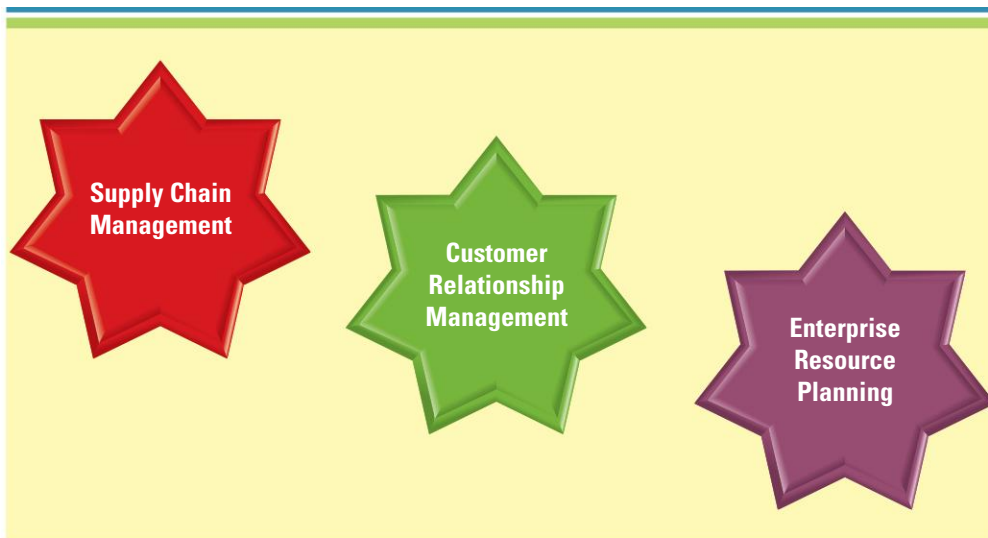 Supply Chain
Management
Customer
Relationship
Management
Enterprise
Resource
Planning